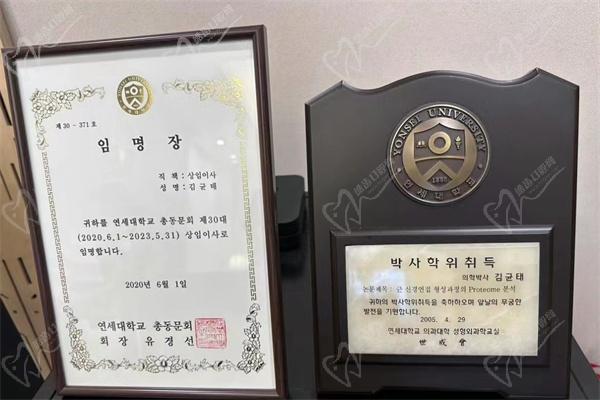 제 30 - 371 호
임 명 장
직 책 : 상임이사
성 명 : 김 균 태
귀하를 연세대학교 총동문회 제30대
(2020.6.1~2023.5.31) 상임이사로
임명합니다.
2020년 6월 1일
연세대학교 총동문회
회 장 유 경 선
YONSEI UNIVERSITY
1885
연세대학교
박사학위취득
의학박사 김균태
논문제목 : 근 신경연접 형성과정의 Proteome 분석
귀하의 박사학위취득을 축하하오며 앞날의 무궁한
발전을 기원합니다.
2005. 4. 29
연세대학교 의과대학 성형외과학교실
世成會